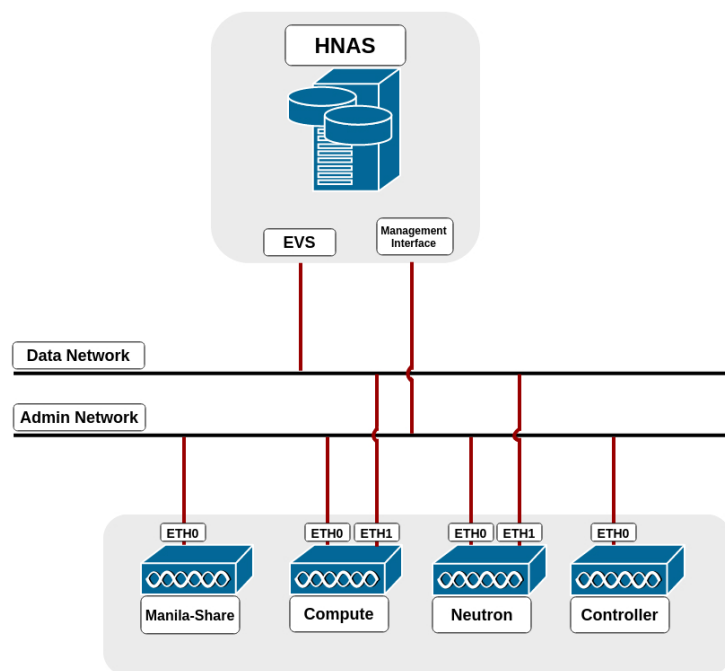 HNAS
EVS
Management
Interface
Data Network
Admin Network
ETH0
ETH0
ETH1
ETH0
ETH1
ETH0
Manila-Share
Compute
Neutron
Controller